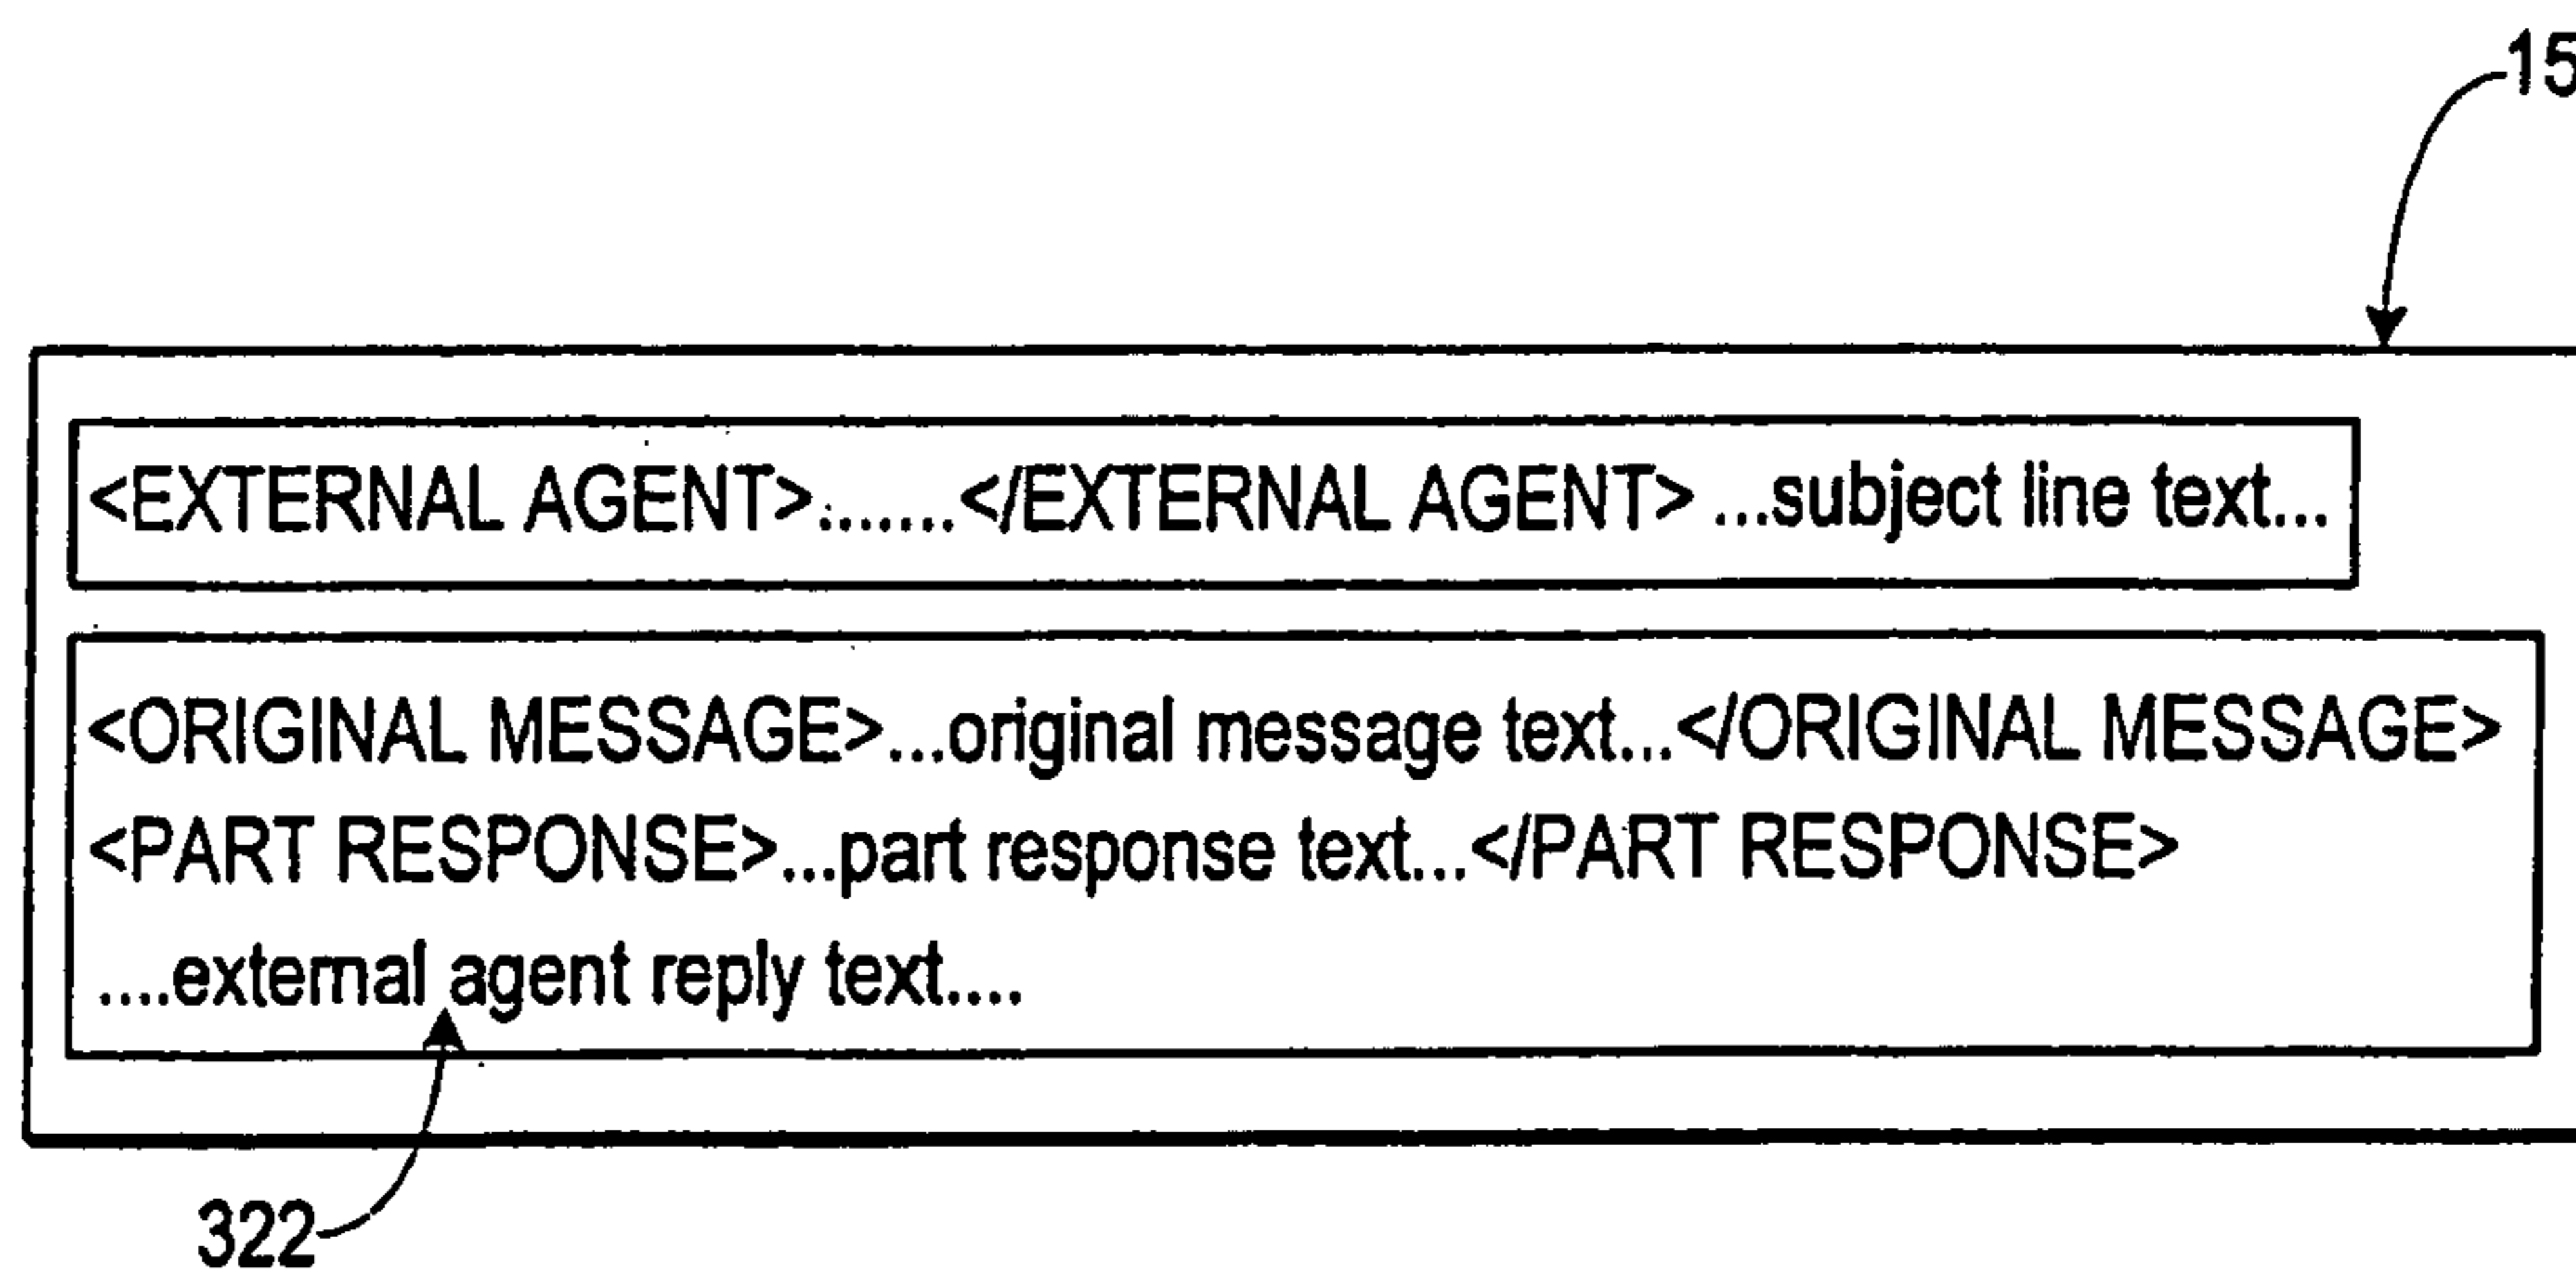 15
<EXTERNAL AGENT>.......</EXTERNAL AGENT> ...subject line text...
<ORIGINAL MESSAGE>...original message text...</ORIGINAL MESSAGE>
<PART RESPONSE>...part response text...</PART RESPONSE>
....external agent reply text....
322